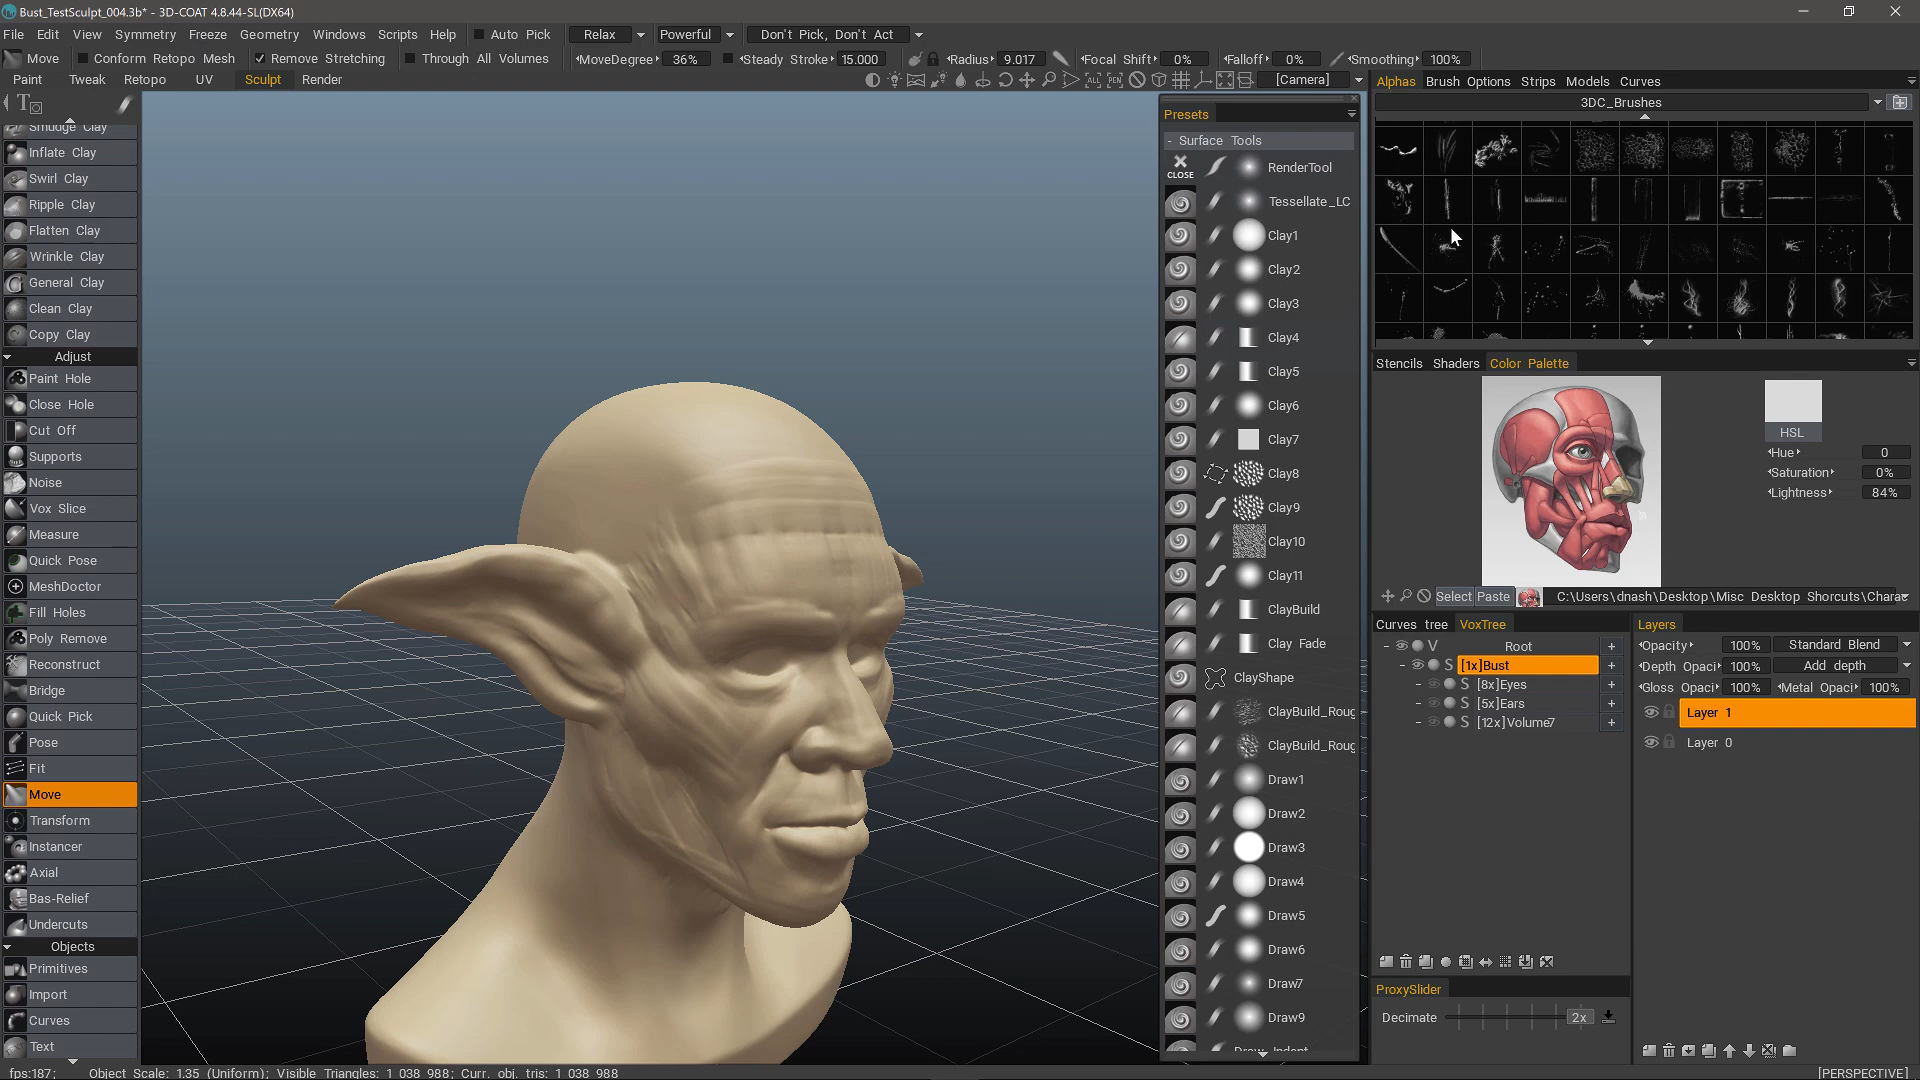 Bust_TestSculpt_004.3b* - 3D-COAT 4.8.44-SL(DX64)
File Edit View Symmetry Freeze Geometry Windows Scripts Help Auto Pick Relax Powerful Don't Pick, Don't Act
Move Conform Retopo Mesh Remove Stretching Through All Volumes MoveDegree 36% Steady Stroke 15.000 Radius 9.017 Focal Shift 0% Falloff 0% Smoothing 100%
Paint Tweak Retopo UV Sculpt Render [Camera]
Smudge Clay
Inflate Clay
Swirl Clay
Ripple Clay
Flatten Clay
Wrinkle Clay
General Clay
Clean Clay
Copy Clay
Adjust
Paint Hole
Close Hole
Cut Off
Supports
Noise
Vox Slice
Measure
Quick Pose
MeshDoctor
Fill Holes
Poly Remove
Reconstruct
Bridge
Quick Pick
Pose
Fit
Move
Transform
Instancer
Axial
Bas-Relief
Undercuts
Objects
Primitives
Import
Curves
Text
Presets
- Surface Tools
CLOSE RenderTool
Tessellate_LC
Clay1
Clay2
Clay3
Clay4
Clay5
Clay6
Clay7
Clay8
Clay9
Clay10
Clay11
ClayBuild
Clay Fade
ClayShape
ClayBuild_Roug
ClayBuild_Roug
Draw1
Draw2
Draw3
Draw4
Draw5
Draw6
Draw7
Draw9
Alphas Brush Options Strips Models Curves
3DC_Brushes
Stencils Shaders Color Palette
HSL
Hue 0
Saturation 0%
Lightness 84%
Select Paste C:\Users\dnash\Desktop\Misc Desktop Shorcuts\Charac
Curves tree VoxTree
V Root +
S [1x]Bust +
S [8x]Eyes +
S [5x]Ears +
S [12x]Volume7 +
ProxySlider
Decimate 2x
Layers
Opacity 100% Standard Blend
Depth Opaci 100% Add depth
Gloss Opaci 100% Metal Opaci 100%
Layer 1
Layer 0
fps:187; Object Scale: 1.35 (Uniform); Visible Triangles: 1 038 988; Curr. obj. tris: 1 038 988 [PERSPECTIVE]